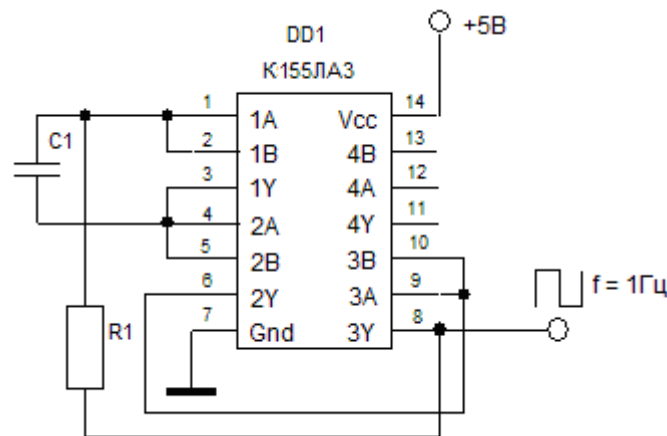 DD1
К155ЛА3
+5В
C1
R1
1 1A Vcc 14
2 1B 4B 13
3 1Y 4A 12
4 2A 4Y 11
5 2B 3B 10
6 2Y 3A 9
7 Gnd 3Y 8
f = 1Гц